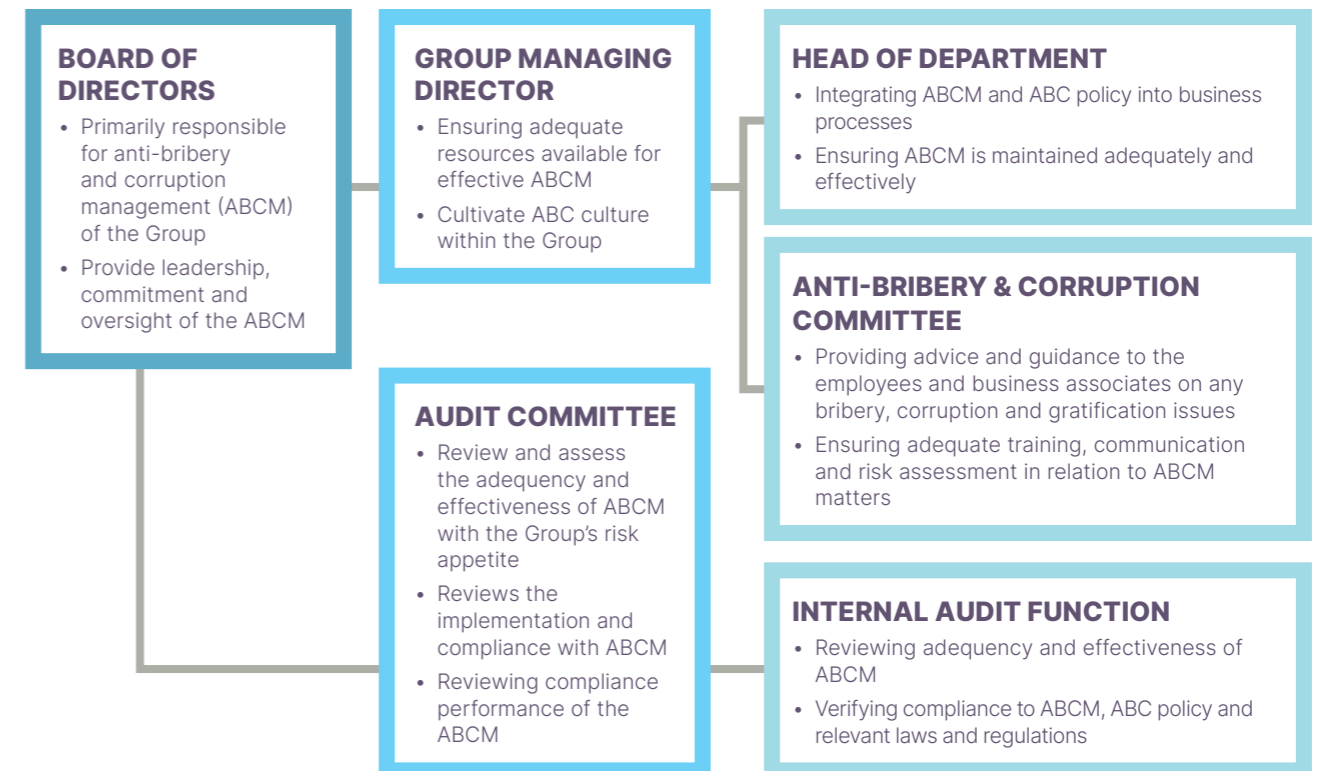 BOARD OF
DIRECTORS
• Primarily responsible
for anti-bribery
and corruption
management (ABCM)
of the Group
• Provide leadership,
commitment and
oversight of the ABCM
GROUP MANAGING
DIRECTOR
• Ensuring adequate
resources available for
effective ABCM
• Cultivate ABC culture
within the Group
AUDIT COMMITTEE
• Review and assess
the adequency and
effectiveness of ABCM
with the Group’s risk
appetite
• Reviews the
implementation and
compliance with ABCM
• Reviewing compliance
performance of the
ABCM
HEAD OF DEPARTMENT
• Integrating ABCM and ABC policy into business
processes
• Ensuring ABCM is maintained adequately and
effectively
ANTI-BRIBERY & CORRUPTION
COMMITTEE
• Providing advice and guidance to the
employees and business associates on any
bribery, corruption and gratification issues
• Ensuring adequate training, communication
and risk assessment in relation to ABCM
matters
INTERNAL AUDIT FUNCTION
• Reviewing adequency and effectiveness of
ABCM
• Verifying compliance to ABCM, ABC policy and
relevant laws and regulations